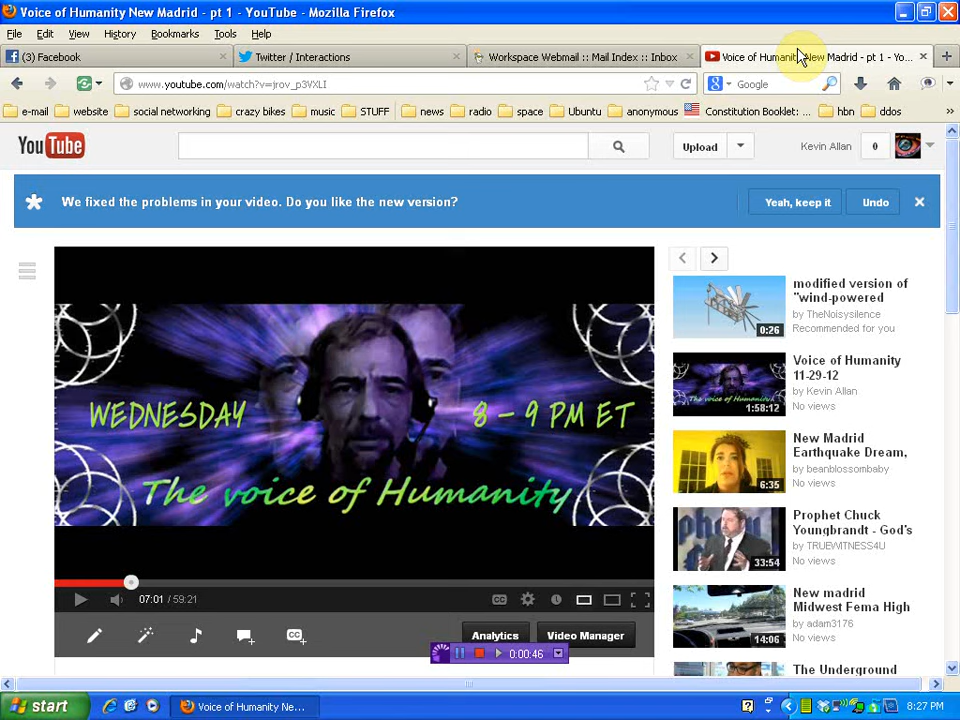 Voice of Humanity New Madrid - pt 1 - YouTube - Mozilla Firefox
File Edit View History Bookmarks Tools Help
(3) Facebook
Twitter / Interactions
Workspace Webmail :: Mail Index :: Inbox
Voice of Humanity New Madrid - pt 1 - Yo...
www.youtube.com/watch?v=jrov_p3VXLI
Google
e-mail website social networking crazy bikes music STUFF news radio space Ubuntu anonymous Constitution Booklet: ... hbn ddos
YouTube
Upload
Kevin Allan 0
We fixed the problems in your video. Do you like the new version?
Yeah, keep it
Undo
WEDNESDAY 8 - 9 PM ET
The voice of Humanity
07:01 / 59:21
CC
CC
Analytics
Video Manager
0:00:46
modified version of
"wind-powered
by TheNoisysilence
Recommended for you
0:26
Voice of Humanity
11-29-12
by Kevin Allan
No views
The voice of Humanity
1:58:12
New Madrid
Earthquake Dream,
by beanblossombaby
No views
6:35
Prophet Chuck
Youngbrandt - God's
by TRUEWITNESS4U
No views
33:54
New madrid
Midwest Fema High
by adam3176
No views
14:06
The Underground
start
Voice of Humanity Ne...
8:27 PM